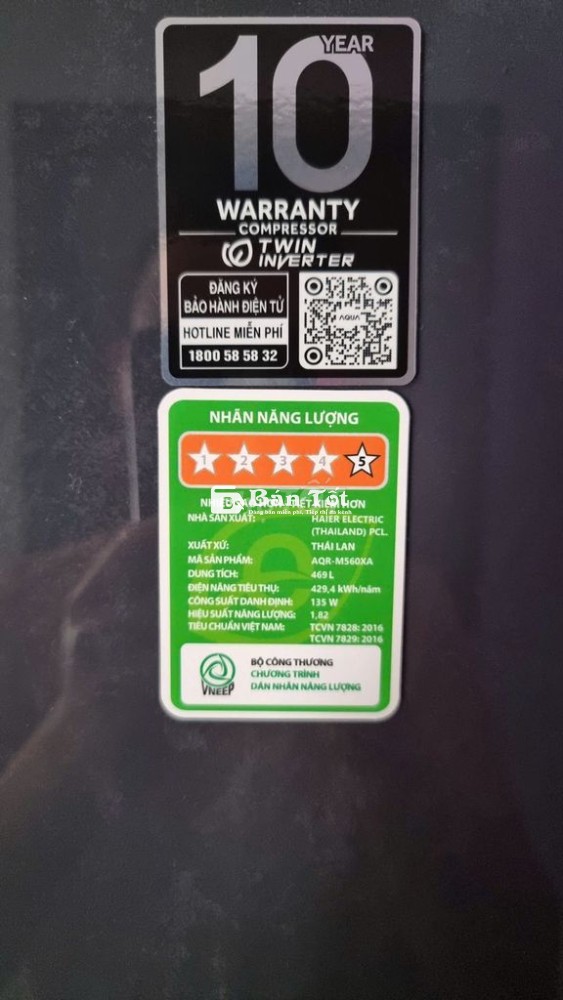 10
YEAR
WARRANTY
COMPRESSOR
TWIN
INVERTER
ĐĂNG KÝ
BẢO HÀNH ĐIỆN TỬ
HOTLINE MIỄN PHÍ
1800 58 58 32
AQUA
NHÃN NĂNG LƯỢNG
1 2 3 4 5
Bán Tốt
NHÀ SẢN XUẤT: HAIER ELECTRIC
(THAILAND) PCL.
XUẤT XỨ: THÁI LAN
MÃ SẢN PHẨM: AQR-M560XA
DUNG TÍCH: 469 L
ĐIỆN NĂNG TIÊU THỤ: 429,4 kWh/năm
CÔNG SUẤT DANH ĐỊNH: 135 W
HIỆU SUẤT NĂNG LƯỢNG: 1,82
TIÊU CHUẨN VIỆT NAM: TCVN 7828: 2016
TCVN 7829: 2016
VNEEP
BỘ CÔNG THƯƠNG
CHƯƠNG TRÌNH
DÁN NHÃN NĂNG LƯỢNG